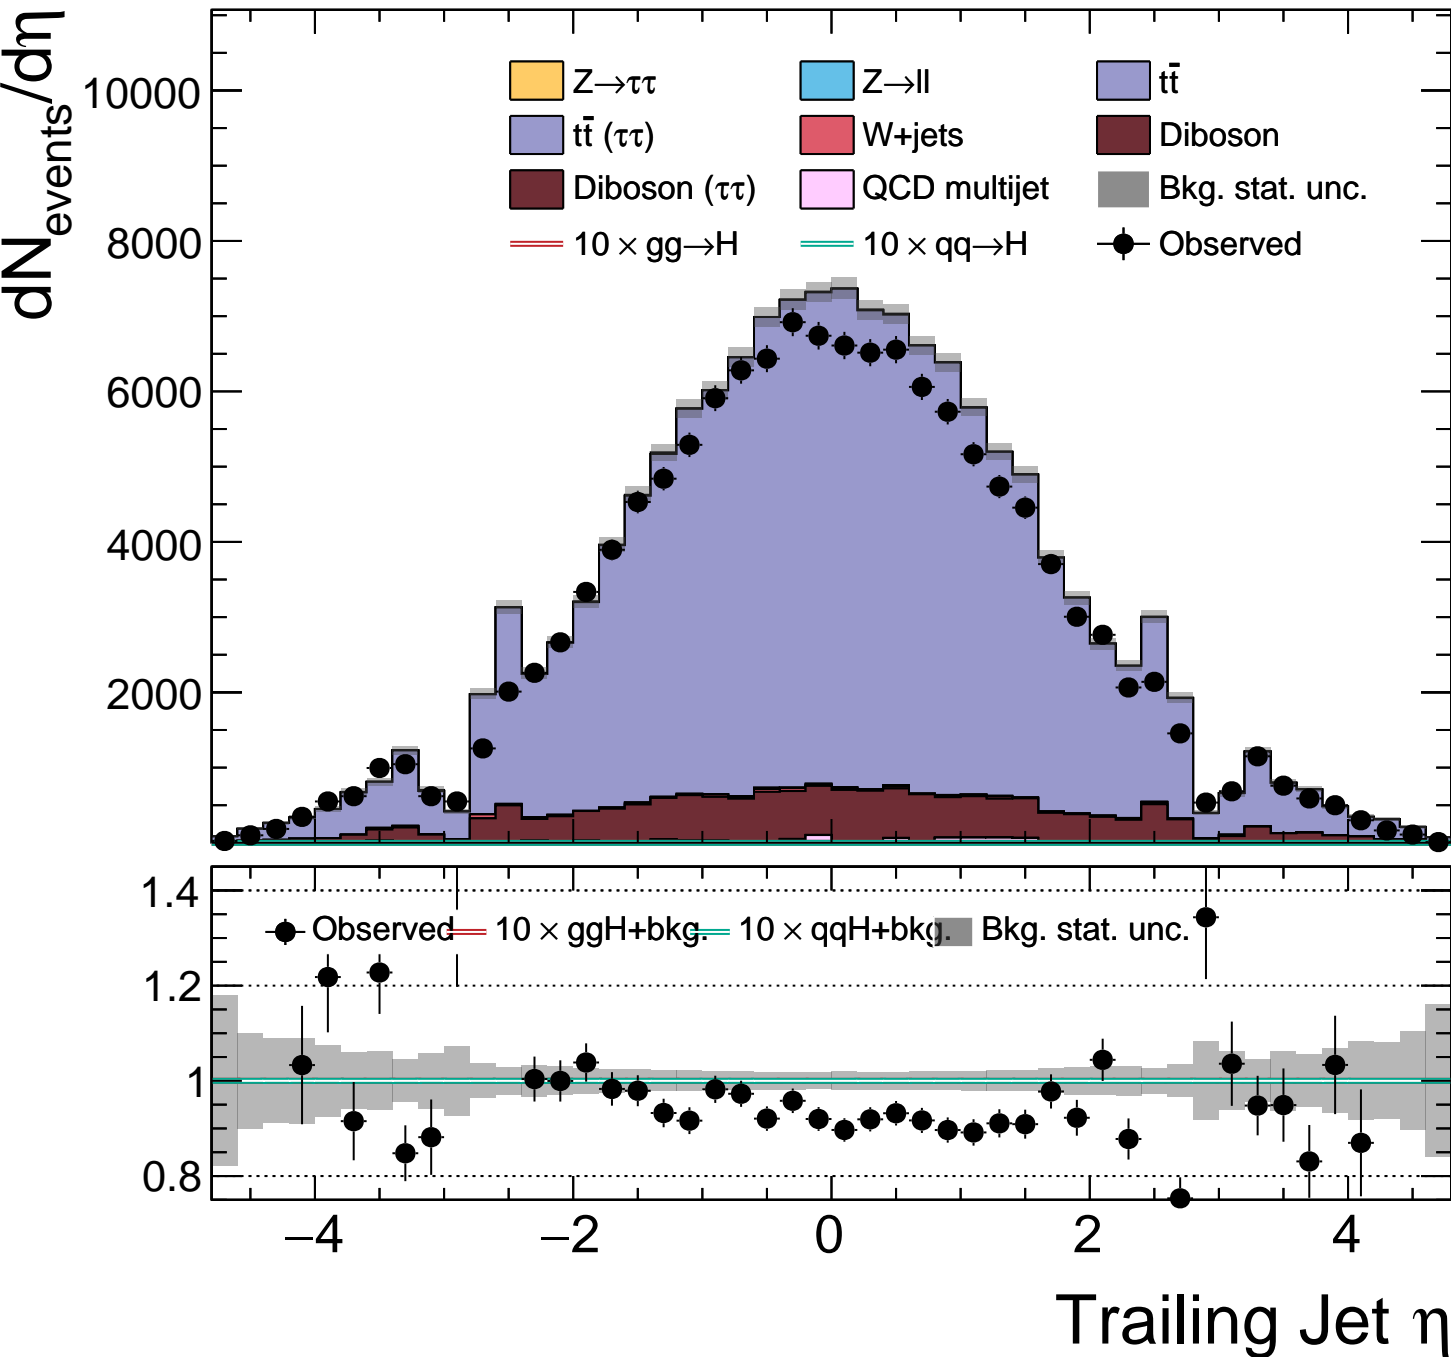 dN_events/dη
10000
8000
6000
4000
2000
Z→ττ Z→ll tt̄
tt̄ (ττ) W+jets Diboson
Diboson (ττ) QCD multijet Bkg. stat. unc.
10 × gg→H 10 × qq→H Observed
1.4
1.2
1
0.8
Observed 10 × ggH+bkg. 10 × qqH+bkg. Bkg. stat. unc.
−4 −2 0 2 4
Trailing Jet η